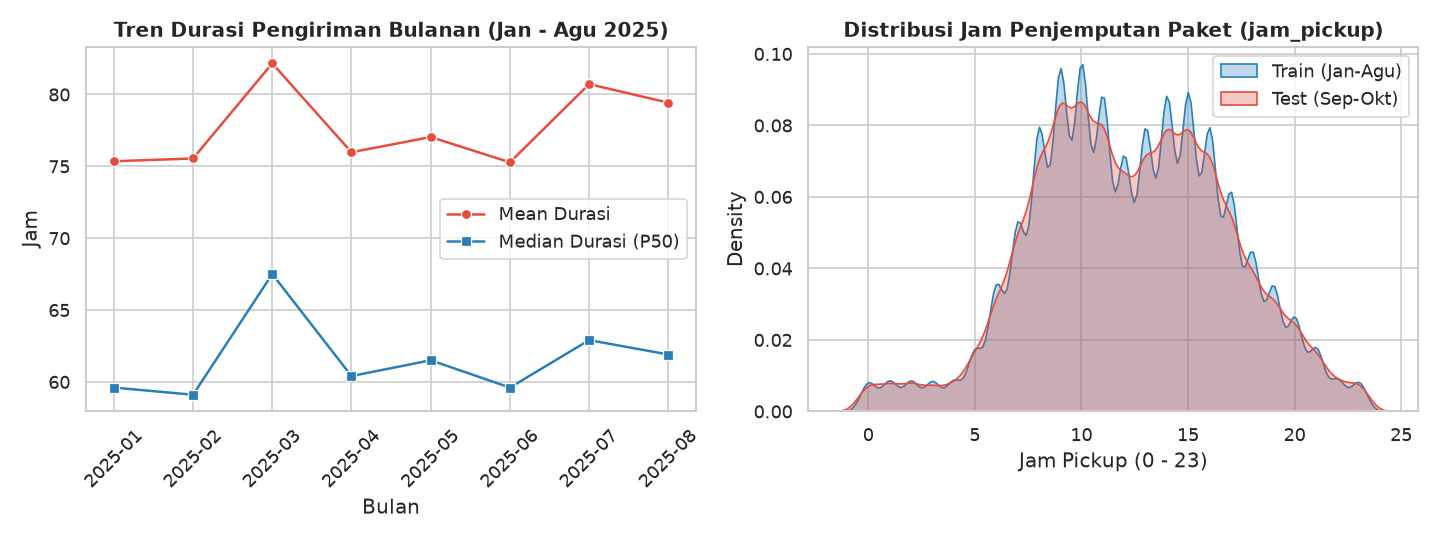 Tren Durasi Pengiriman Bulanan (Jan - Agu 2025)
Jam
80
75
70
65
60
Mean Durasi
Median Durasi (P50)
2025-01
2025-02
2025-03
2025-04
2025-05
2025-06
2025-07
2025-08
Bulan
Distribusi Jam Penjemputan Paket (jam_pickup)
Density
0.10
0.08
0.06
0.04
0.02
0.00
Train (Jan-Agu)
Test (Sep-Okt)
0
5
10
15
20
25
Jam Pickup (0 - 23)